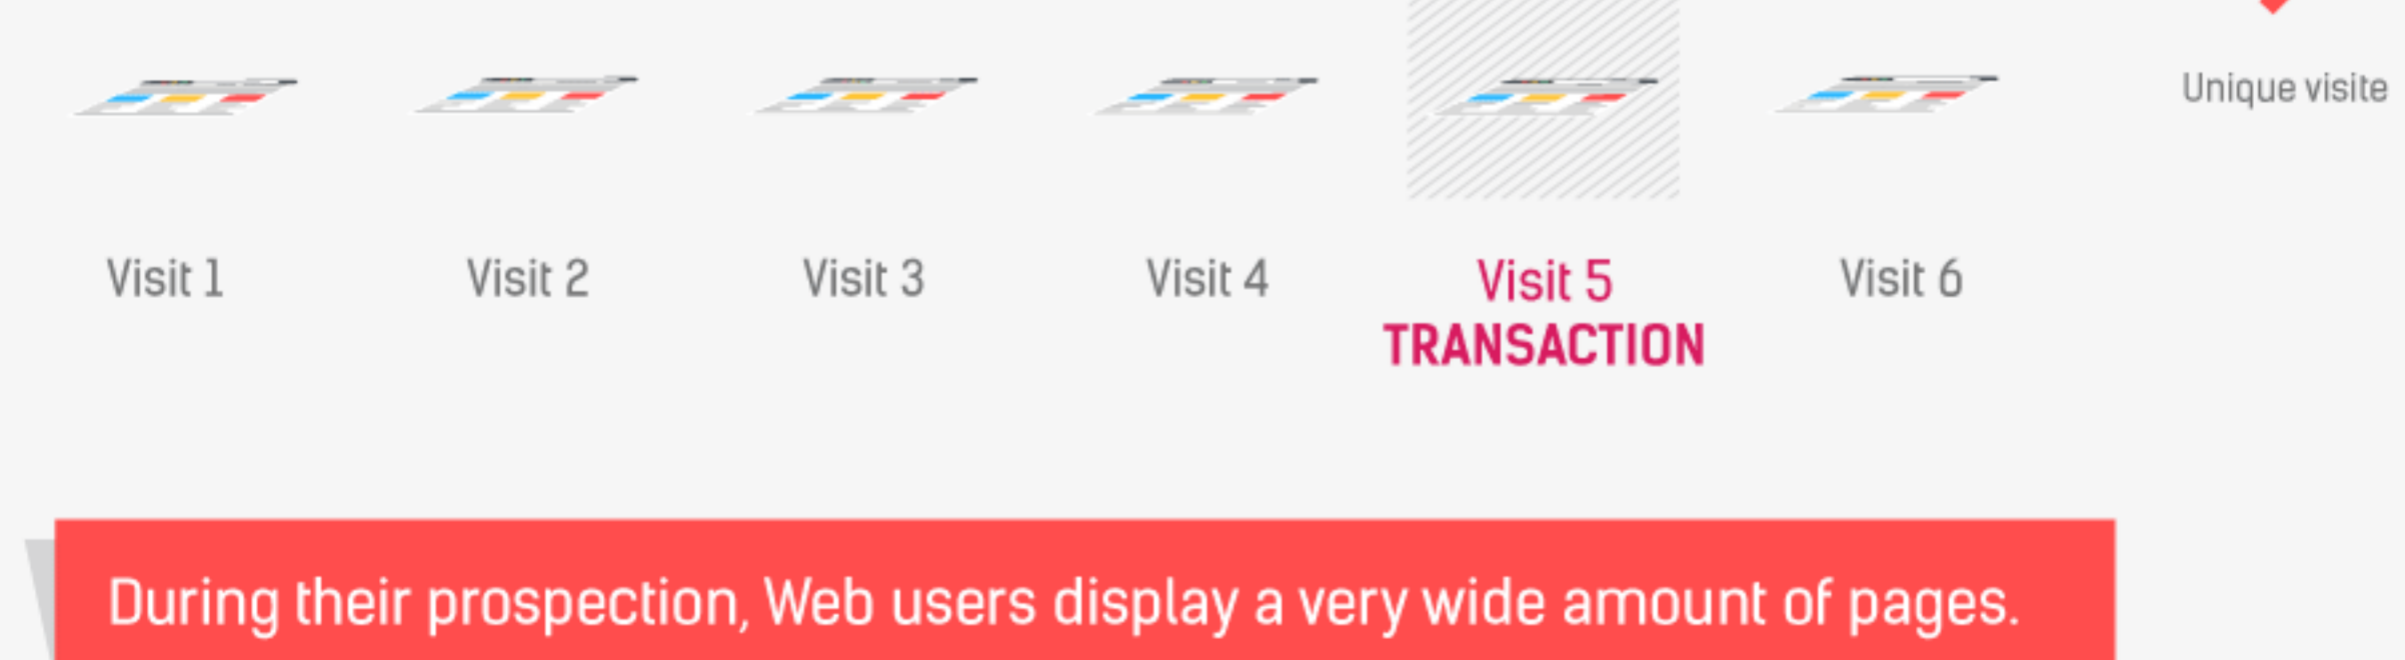 Unique visite
Visit 1
Visit 2
Visit 3
Visit 4
Visit 5
TRANSACTION
Visit 6
During their prospection, Web users display a very wide amount of pages.